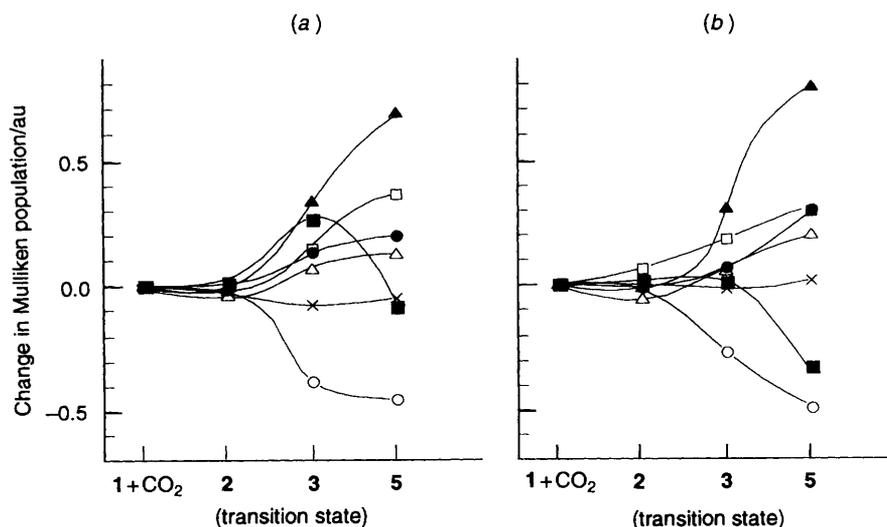 (a)
(b)
Change in Mulliken population/au
0.5
0.0
–0.5
1+CO2 2 3 5
(transition state)
1+CO2 2 3 5
(transition state)